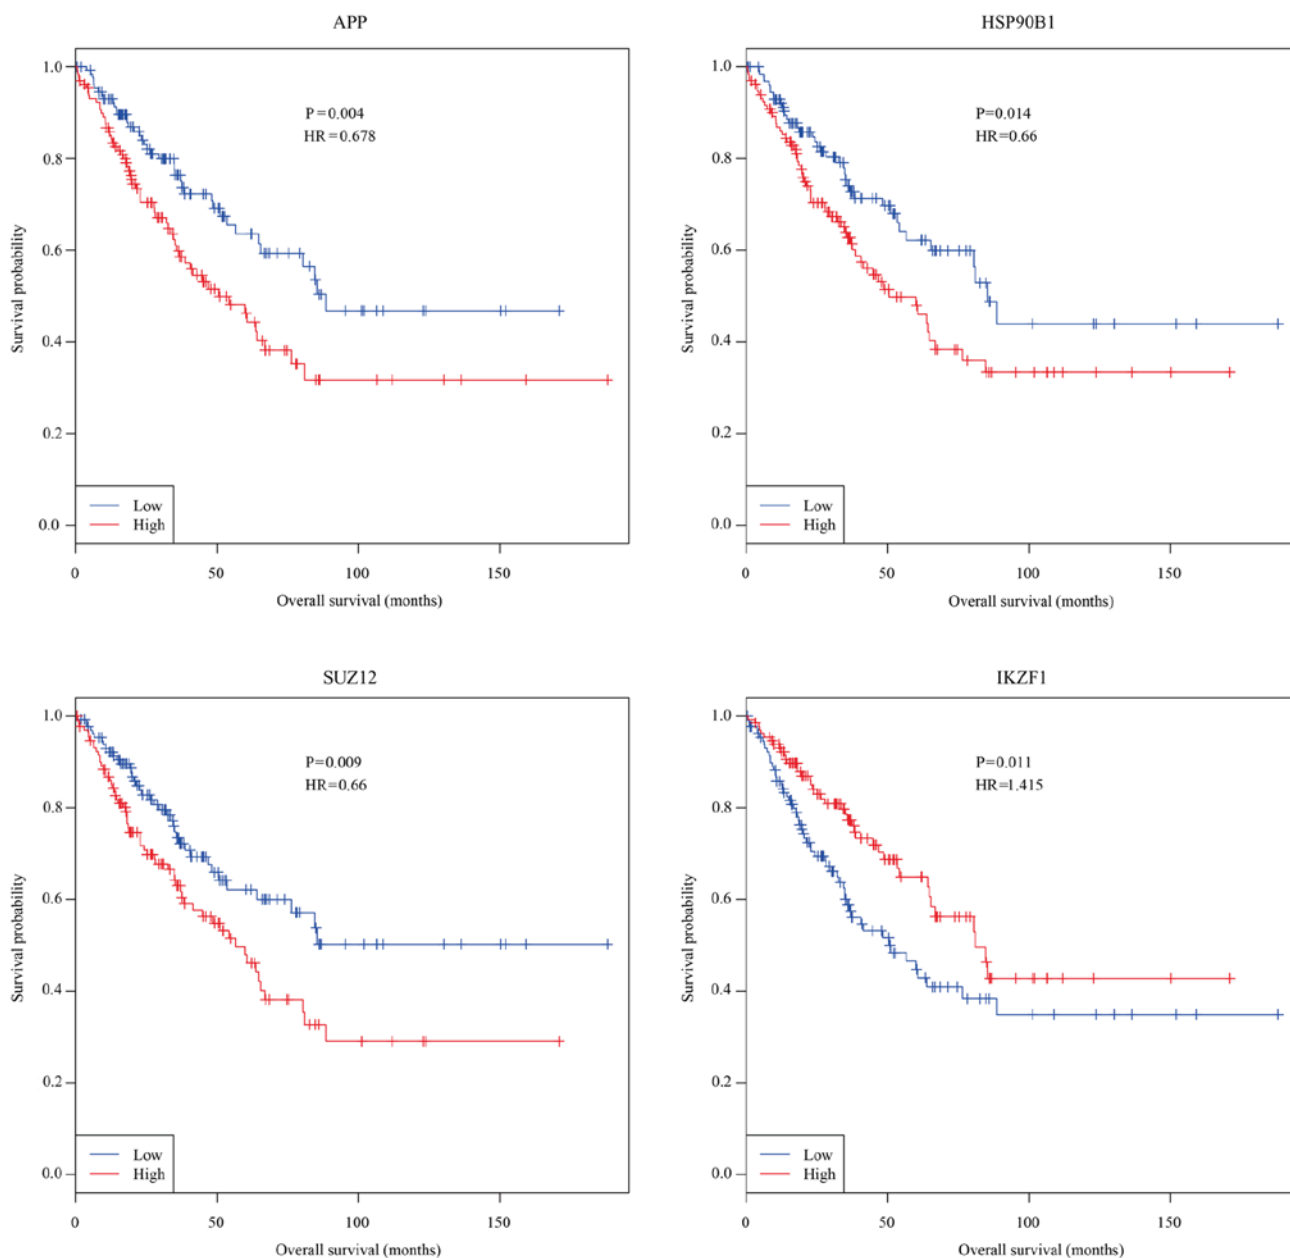 APP
1.0
0.8
0.6
0.4
0.2
0.0
Survival probability
P=0.004
HR=0.678
Low
High
0
50
100
150
Overall survival (months)
HSP90B1
1.0
0.8
0.6
0.4
0.2
0.0
Survival probability
P=0.014
HR=0.66
Low
High
0
50
100
150
Overall survival (months)
SUZ12
1.0
0.8
0.6
0.4
0.2
0.0
Survival probability
P=0.009
HR=0.66
Low
High
0
50
100
150
Overall survival (months)
IKZF1
1.0
0.8
0.6
0.4
0.2
0.0
Survival probability
P=0.011
HR=1.415
Low
High
0
50
100
150
Overall survival (months)